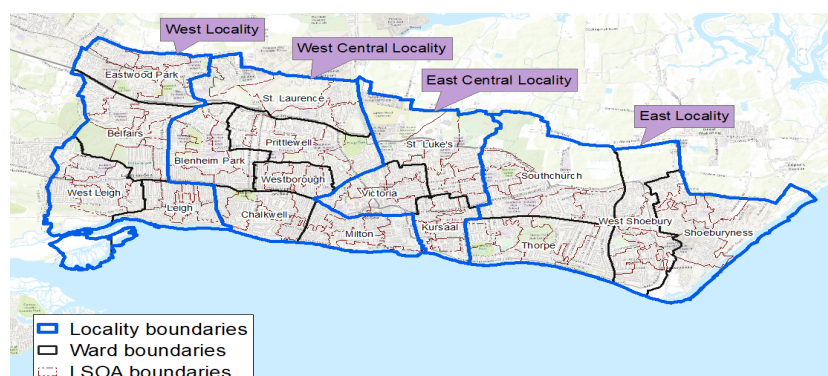 West Locality
West Central Locality
East Central Locality
East Locality
Eastwood Park
St. Laurence
Belfairs
Prittlewell
St. Luke's
Blenheim Park
Westborough
Southchurch
West Leigh
Victoria
Leigh
Chalkwell
Milton
Kursaal
West Shoebury
Shoeburyness
Thorpe
Locality boundaries
Ward boundaries
LSOA boundaries